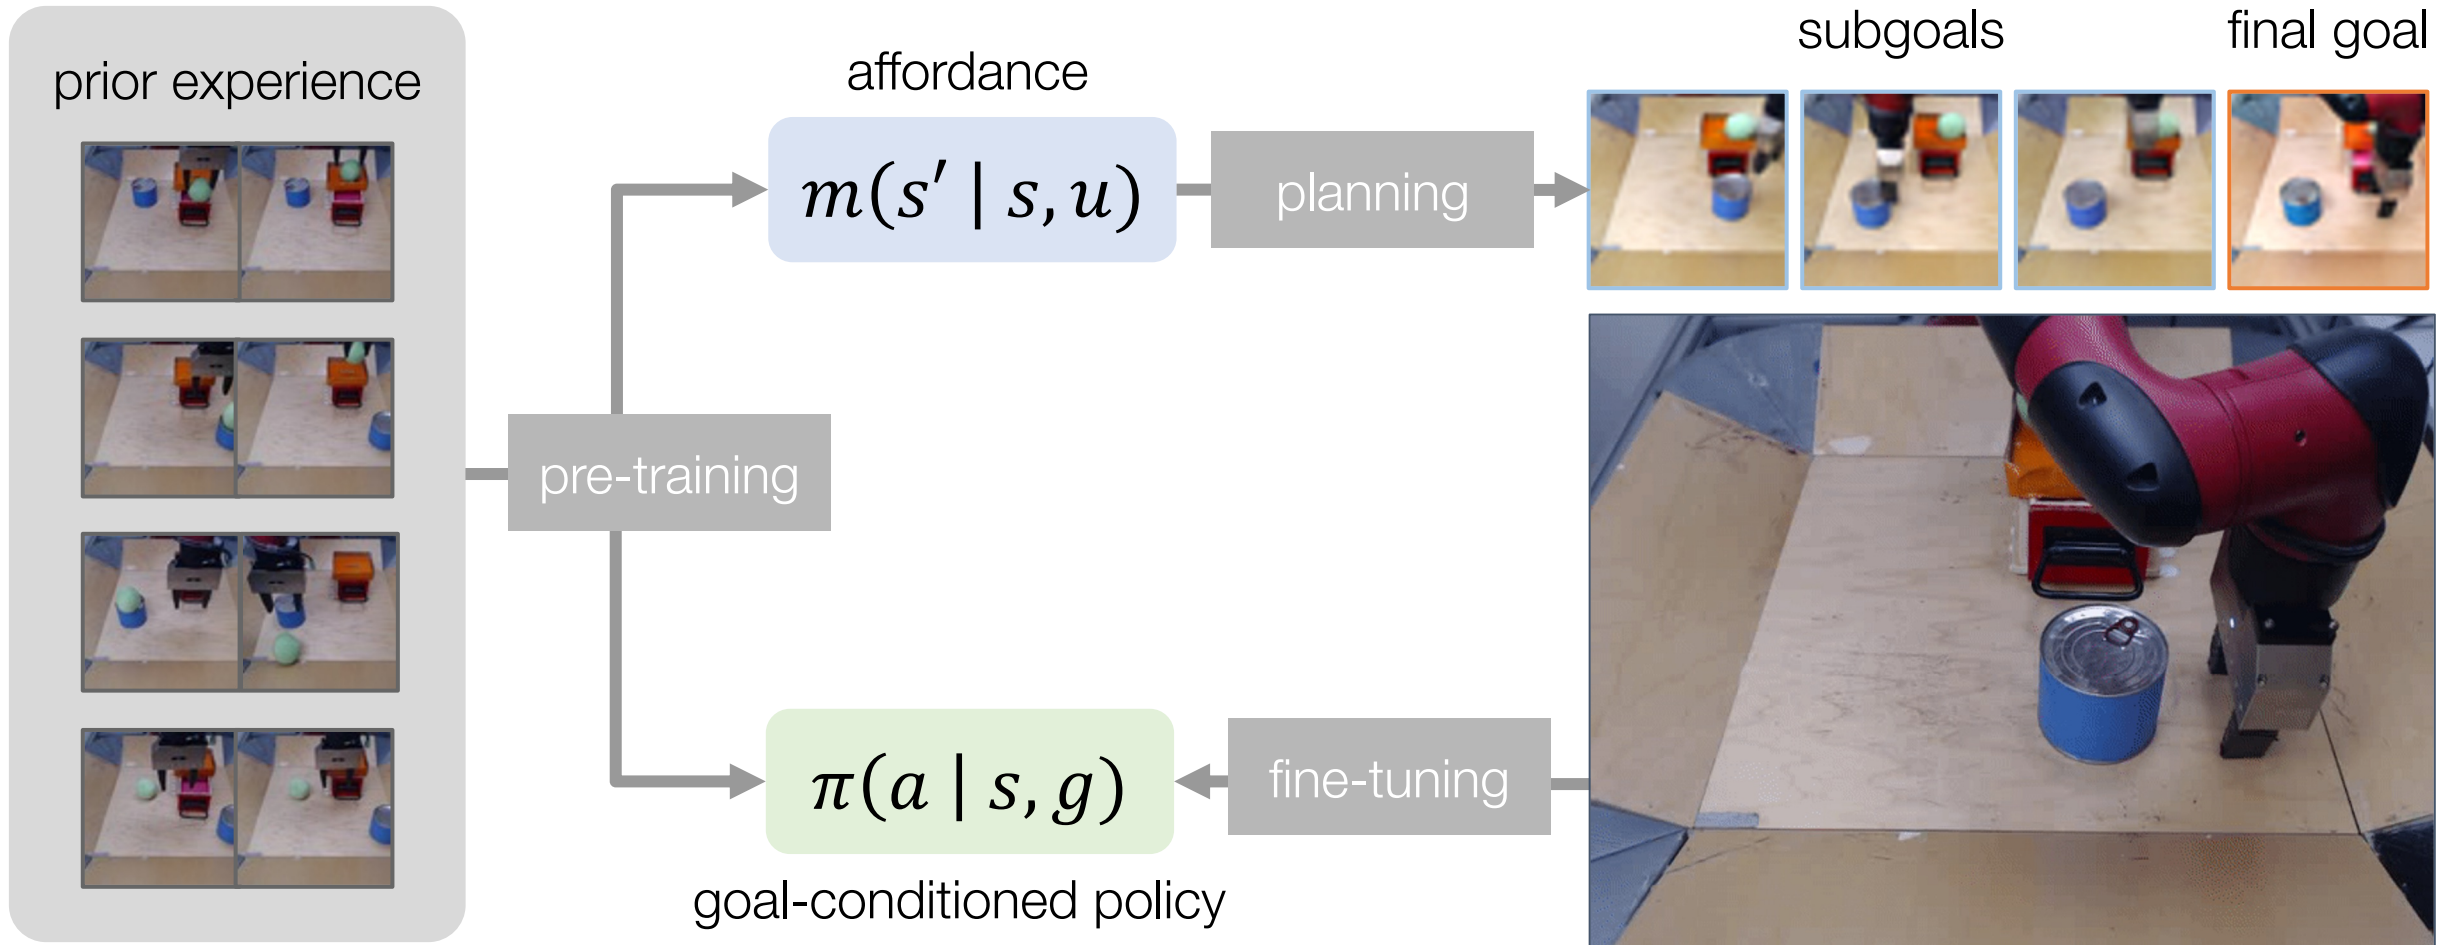 prior experience
affordance
m(s′ | s, u)
planning
subgoals
final goal
pre-training
π(a | s, g)
fine-tuning
goal-conditioned policy